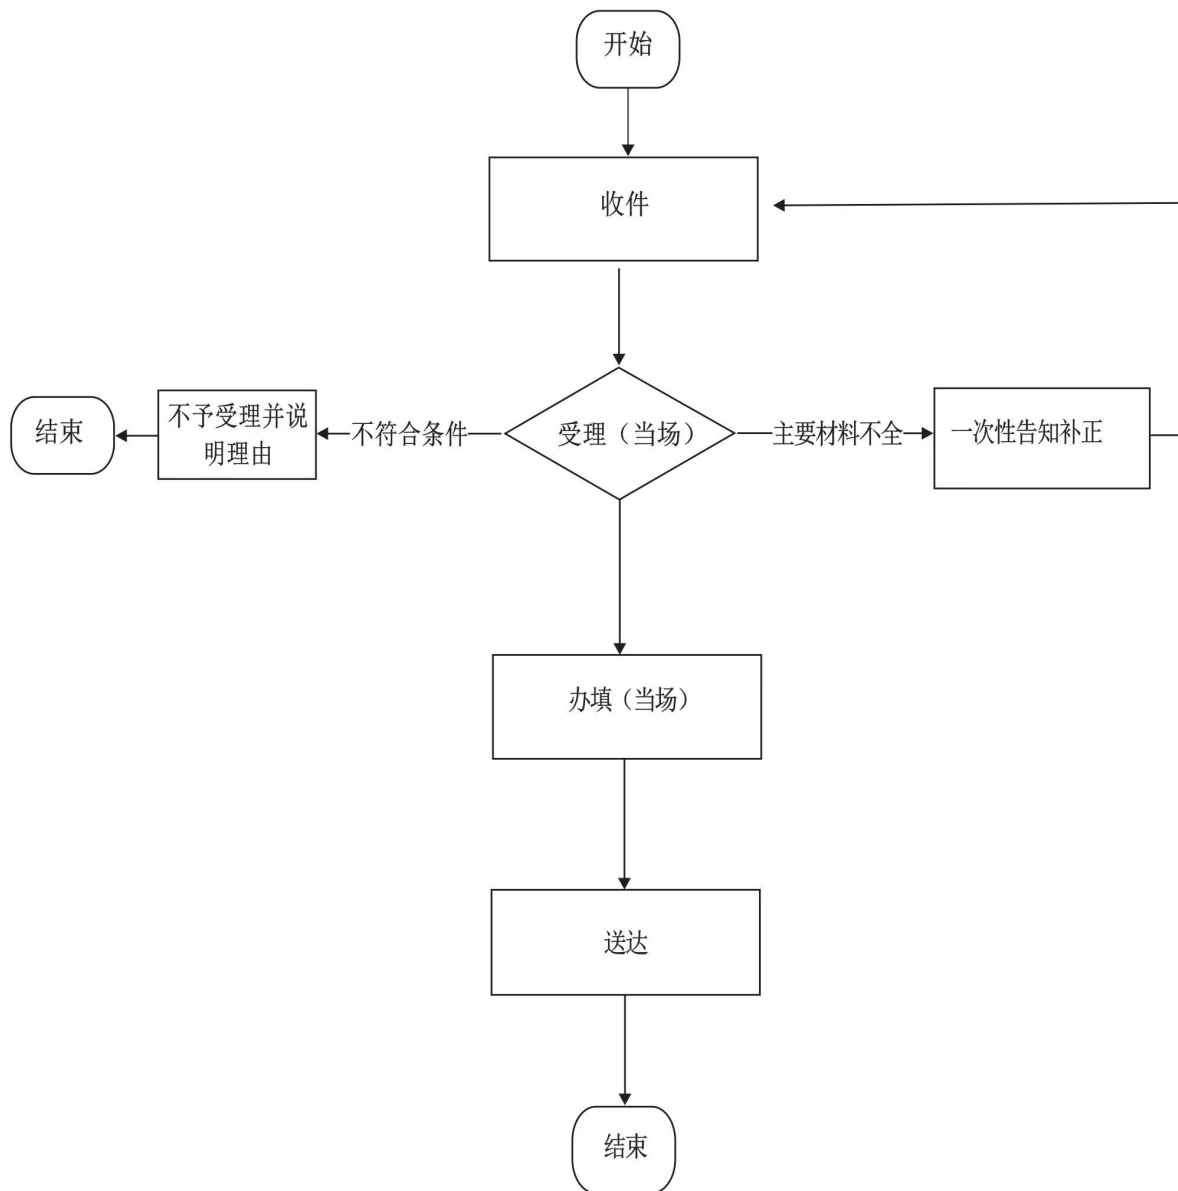 开始
收件
结束
不予受理并说
明理由
不符合条件
受理（当场）
主要材料不全
一次性告知补正
办填（当场）
送达
结束